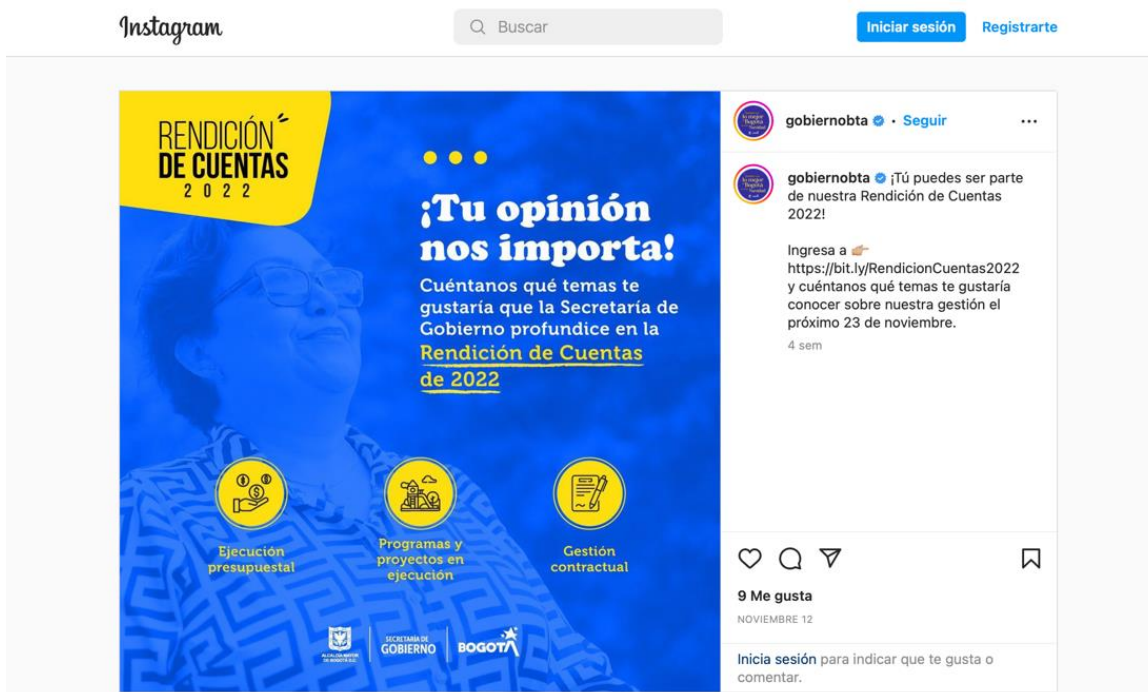 Instagram
Buscar
Iniciar sesión
Registrarte
RENDICIÓN
DE CUENTAS
2022
¡Tu opinión
nos importa!
Cuéntanos qué temas te
gustaría que la Secretaría de
Gobierno profundice en la
Rendición de Cuentas
de 2022
Ejecución
presupuestal
Programas y
proyectos en
ejecución
Gestión
contractual
ALCALDÍA MAYOR
DE BOGOTÁ D.C.
SECRETARÍA DE
GOBIERNO
BOGOTÁ
gobiernobta • Seguir
gobiernobta ¡Tú puedes ser parte
de nuestra Rendición de Cuentas
2022!
Ingresa a 👉🏼
https://bit.ly/RendicionCuentas2022
y cuéntanos qué temas te gustaría
conocer sobre nuestra gestión el
próximo 23 de noviembre.
4 sem
9 Me gusta
NOVIEMBRE 12
Inicia sesión para indicar que te gusta o
comentar.